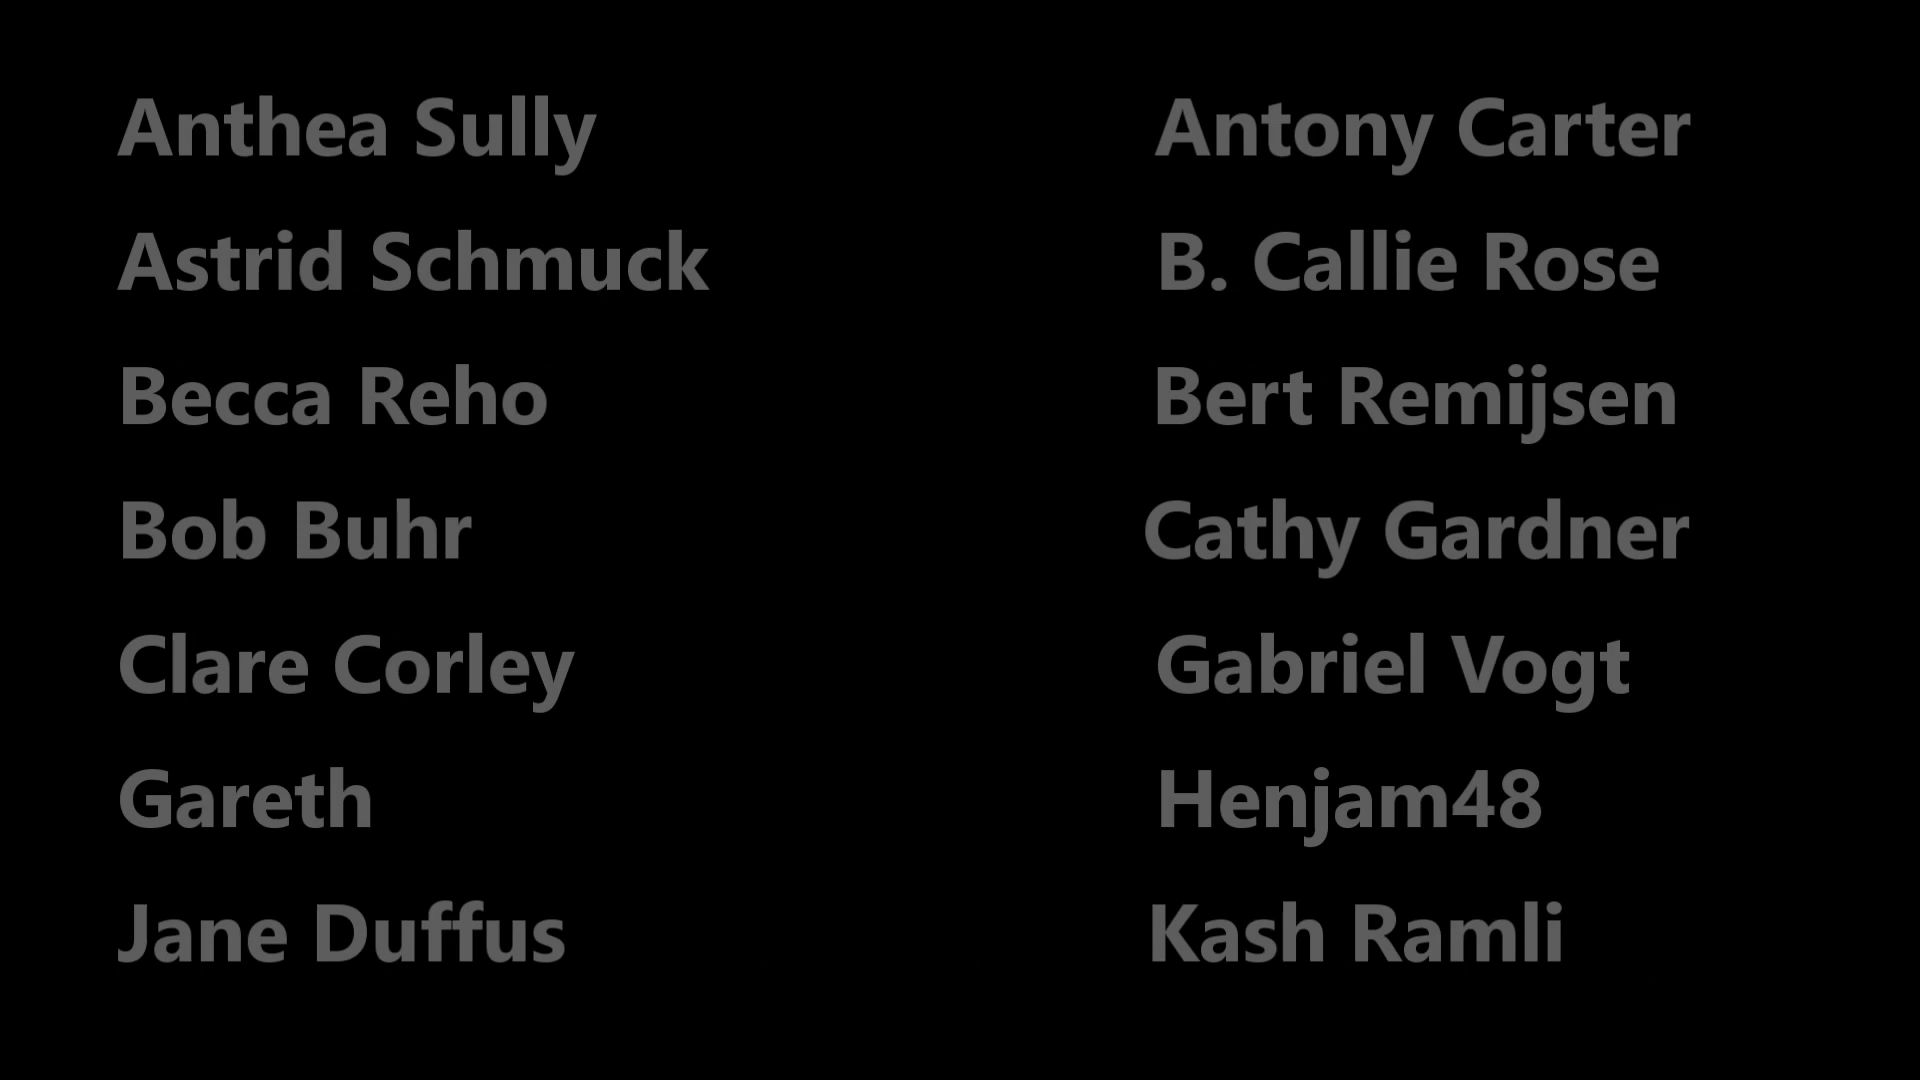 Anthea Sully
Antony Carter
Astrid Schmuck
B. Callie Rose
Becca Reho
Bert Remijsen
Bob Buhr
Cathy Gardner
Clare Corley
Gabriel Vogt
Gareth
Henjam48
Jane Duffus
Kash Ramli